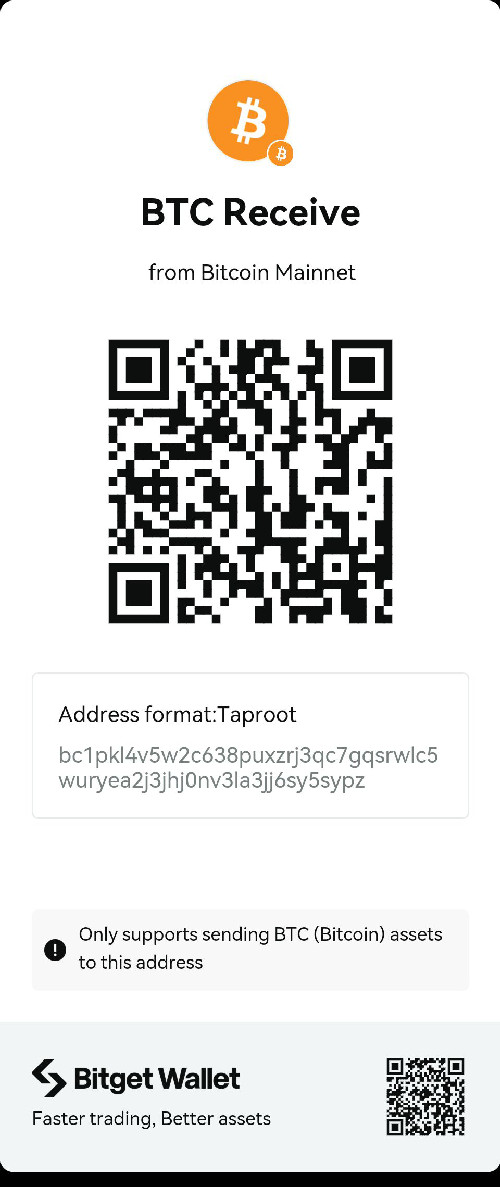 BTC Receive
from Bitcoin Mainnet
Address format:Taproot
bc1pkl4v5w2c638puxzrj3qc7gqsrwlc5
wuryea2j3jhj0nv3la3jj6sy5sypz
Only supports sending BTC (Bitcoin) assets
to this address
Bitget Wallet
Faster trading, Better assets